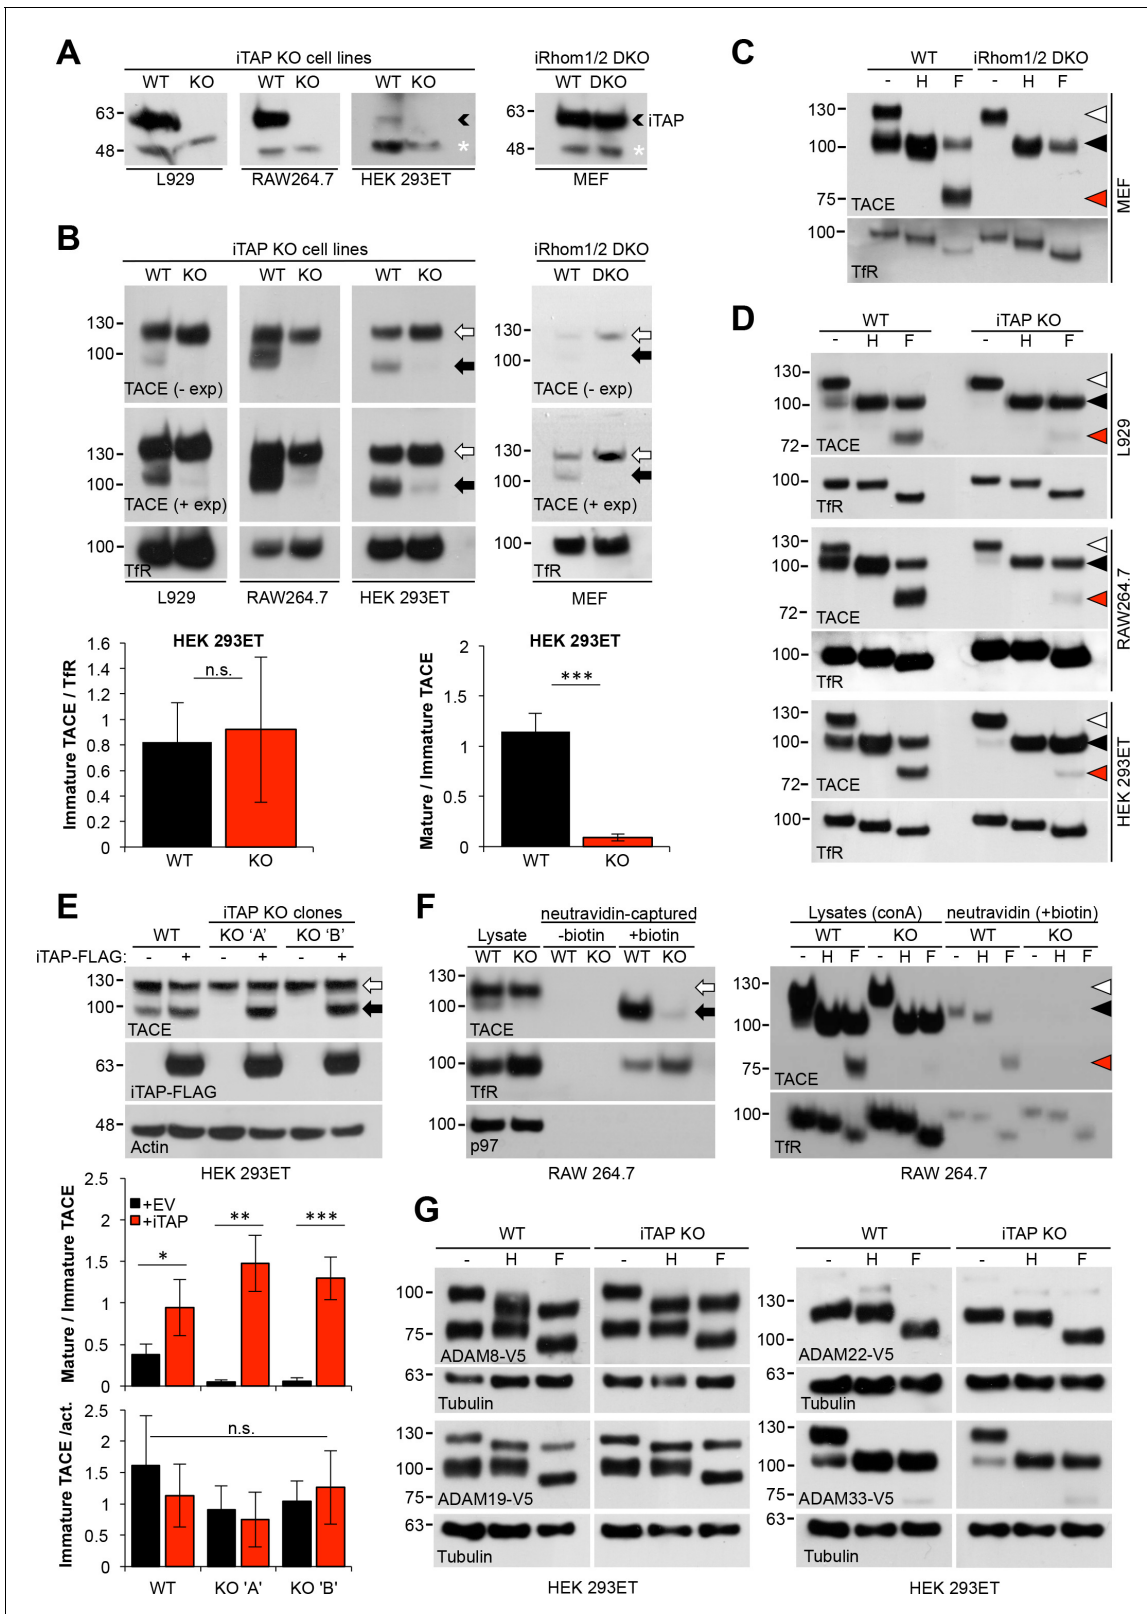 A
iTAP KO cell lines
iRhom1/2 DKO
WT KO
WT KO
WT KO
WT DKO
63
48
63
48
iTAP
*
*
L929
RAW264.7
HEK 293ET
MEF
B
iTAP KO cell lines
iRhom1/2 DKO
WT KO
WT KO
WT KO
WT DKO
130
100
TACE (- exp)
130
100
TACE (- exp)
130
100
TACE (+ exp)
130
100
TACE (+ exp)
100
TfR
100
TfR
L929
RAW264.7
HEK 293ET
MEF
HEK 293ET
n.s.
Immature TACE / TfR
1.6
1.4
1.2
1
0.8
0.6
0.4
0.2
0
WT
KO
HEK 293ET
***
Mature / Immature TACE
2
1.5
1
0.5
0
WT
KO
C
WT
iRhom1/2 DKO
- H F - H F
130
100
75
TACE
100
TfR
MEF
D
WT
iTAP KO
- H F - H F
130
100
72
TACE
100
TfR
L929
130
100
72
TACE
100
TfR
RAW264.7
130
100
72
TACE
100
TfR
HEK 293ET
E
iTAP KO clones
WT
KO 'A'
KO 'B'
iTAP-FLAG: - + - + - +
130
100
TACE
63
iTAP-FLAG
48
Actin
HEK 293ET
Mature / Immature TACE
2.5
2
1.5
1
0.5
0
+EV
+iTAP
*
**
***
Immature TACE /act.
2.5
2
1.5
1
0.5
0
n.s.
WT
KO 'A'
KO 'B'
F
neutravidin-captured
Lysate
-biotin
+biotin
WT KO WT KO WT KO
130
100
TACE
100
TfR
100
p97
RAW 264.7
Lysates (conA)
neutravidin (+biotin)
WT
KO
WT
KO
- H F - H F - H F - H F
130
100
75
TACE
100
TfR
RAW 264.7
G
WT
iTAP KO
- H F - H F
100
75
ADAM8-V5
63
Tubulin
130
100
75
ADAM19-V5
63
Tubulin
HEK 293ET
WT
iTAP KO
- H F - H F
130
100
ADAM22-V5
63
Tubulin
130
100
75
ADAM33-V5
63
Tubulin
HEK 293ET